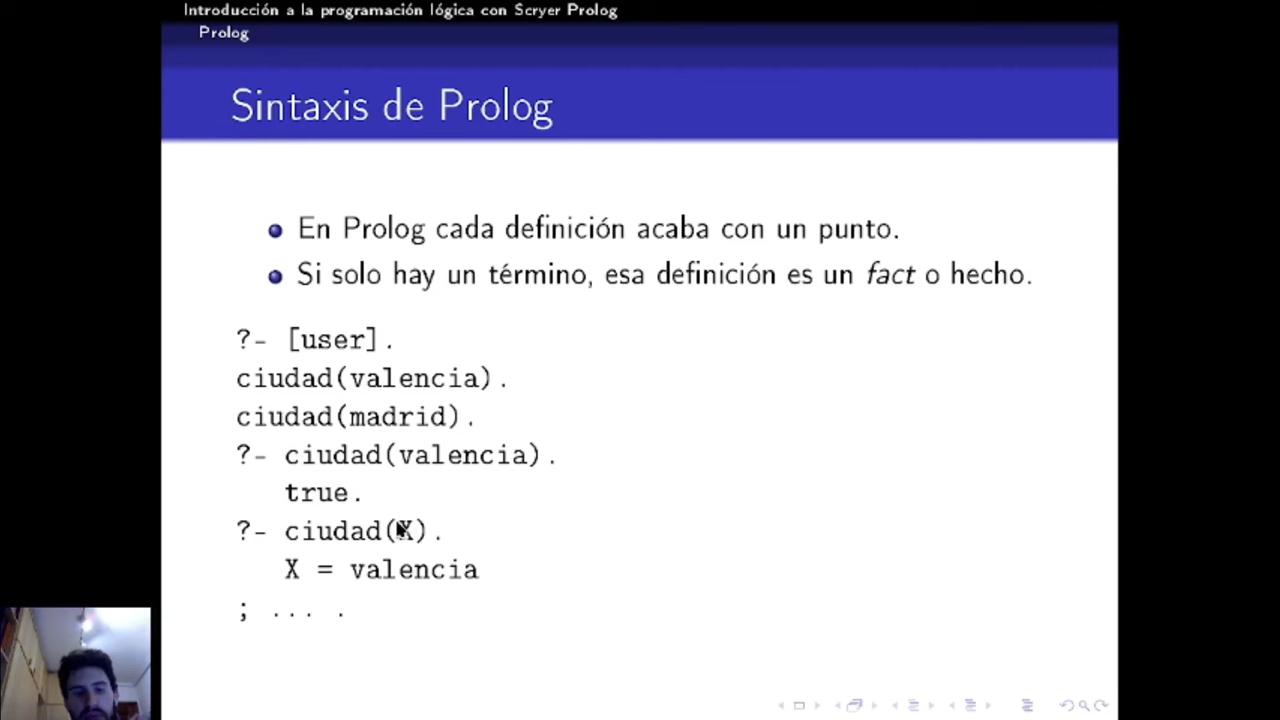 Introducción a la programación lógica con Scryer Prolog
Prolog
Sintaxis de Prolog
En Prolog cada definición acaba con un punto.
Si solo hay un término, esa definición es un fact o hecho.
?- [user].
ciudad(valencia).
ciudad(madrid).
?- ciudad(valencia).
true.
?- ciudad(X).
X = valencia
; ... .